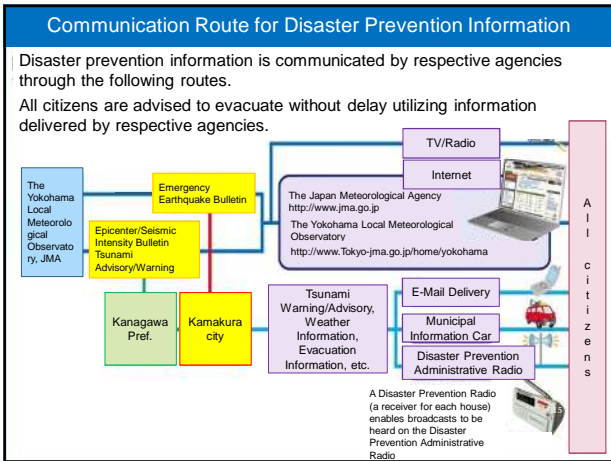 Communication Route for Disaster Prevention Information
Disaster prevention information is communicated by respective agencies
through the following routes.
All citizens are advised to evacuate without delay utilizing information
delivered by respective agencies.
TV/Radio
Internet
The
Yokohama
Local
Meteorol
ogical
Observato
ry, JMA
Emergency
Earthquake Bulletin
Epicenter/Seismic
Intensity Bulletin
Tsunami
Advisory/Warning
The Japan Meteorological Agency
http://www.jma.go.jp
The Yokohama Local Meteorological
Observatory
http://www.Tokyo-jma.go.jp/home/yokohama
Kanagawa
Pref.
Kamakura
city
Tsunami
Warning/Advisory,
Weather
Information,
Evacuation
Information, etc.
E-Mail Delivery
Municipal
Information Car
Disaster Prevention
Administrative Radio
A
l
l
c
i
t
i
z
e
n
s
A Disaster Prevention Radio
(a receiver for each house)
enables broadcasts to be
heard on the Disaster
Prevention Administrative
Radio
15